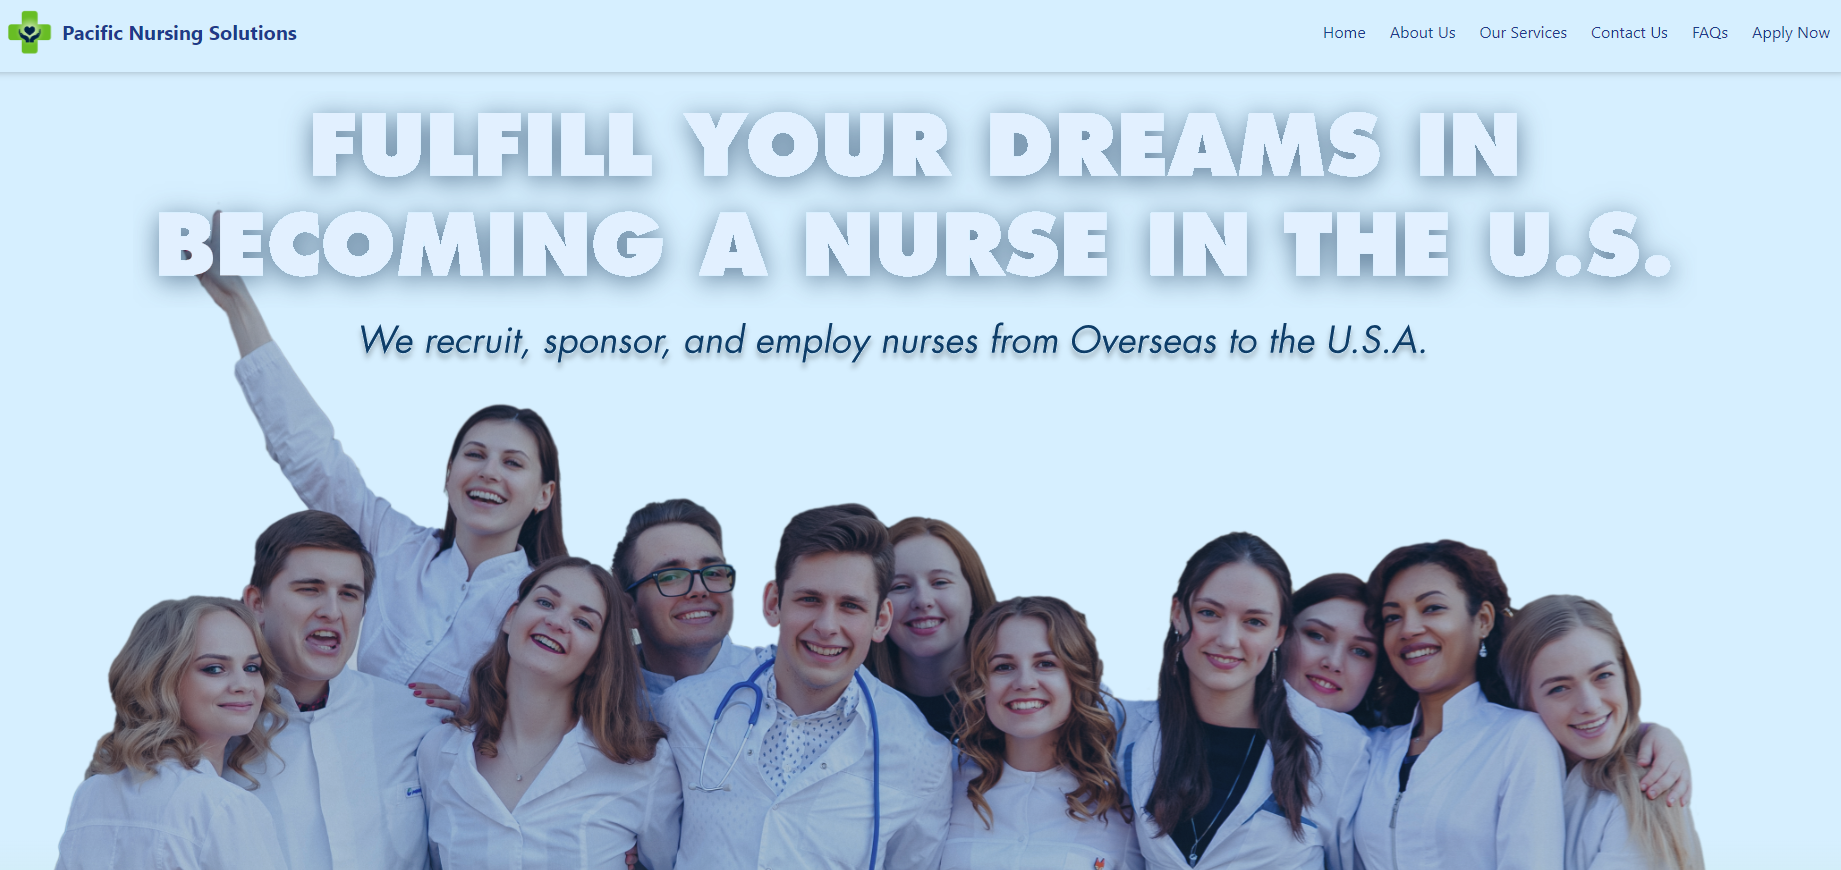 Pacific Nursing Solutions
Home About Us Our Services Contact Us FAQs Apply Now
FULFILL YOUR DREAMS IN
BECOMING A NURSE IN THE U.S.
We recruit, sponsor, and employ nurses from Overseas to the U.S.A.